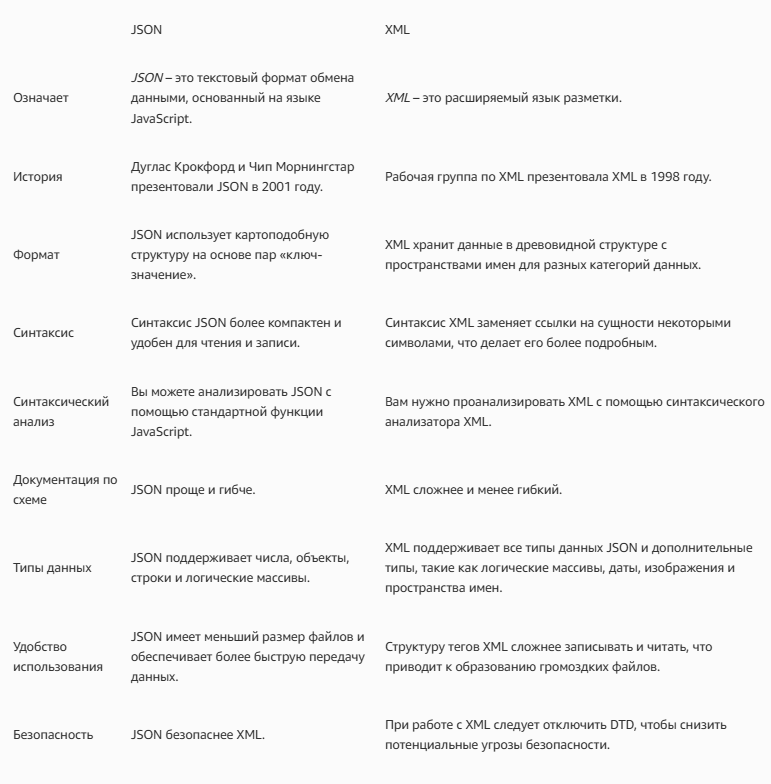 JSON
XML
Означает
JSON – это текстовый формат обмена
данными, основанный на языке
JavaScript.
XML – это расширяемый язык разметки.
История
Дуглас Крокфорд и Чип Морнингстар
презентовали JSON в 2001 году.
Рабочая группа по XML презентовала XML в 1998 году.
Формат
JSON использует картоподобную
структуру на основе пар «ключ-
значение».
XML хранит данные в древовидной структуре с
пространствами имен для разных категорий данных.
Синтаксис
Синтаксис JSON более компактен и
удобен для чтения и записи.
Синтаксис XML заменяет ссылки на сущности некоторыми
символами, что делает его более подробным.
Синтаксический
анализ
Вы можете анализировать JSON с
помощью стандартной функции
JavaScript.
Вам нужно проанализировать XML с помощью синтаксического
анализатора XML.
Документация по
схеме
JSON проще и гибче.
XML сложнее и менее гибкий.
Типы данных
JSON поддерживает числа, объекты,
строки и логические массивы.
XML поддерживает все типы данных JSON и дополнительные
типы, такие как логические массивы, даты, изображения и
пространства имен.
Удобство
использования
JSON имеет меньший размер файлов и
обеспечивает более быструю передачу
данных.
Структуру тегов XML сложнее записывать и читать, что
приводит к образованию громоздких файлов.
Безопасность
JSON безопаснее XML.
При работе с XML следует отключить DTD, чтобы снизить
потенциальные угрозы безопасности.